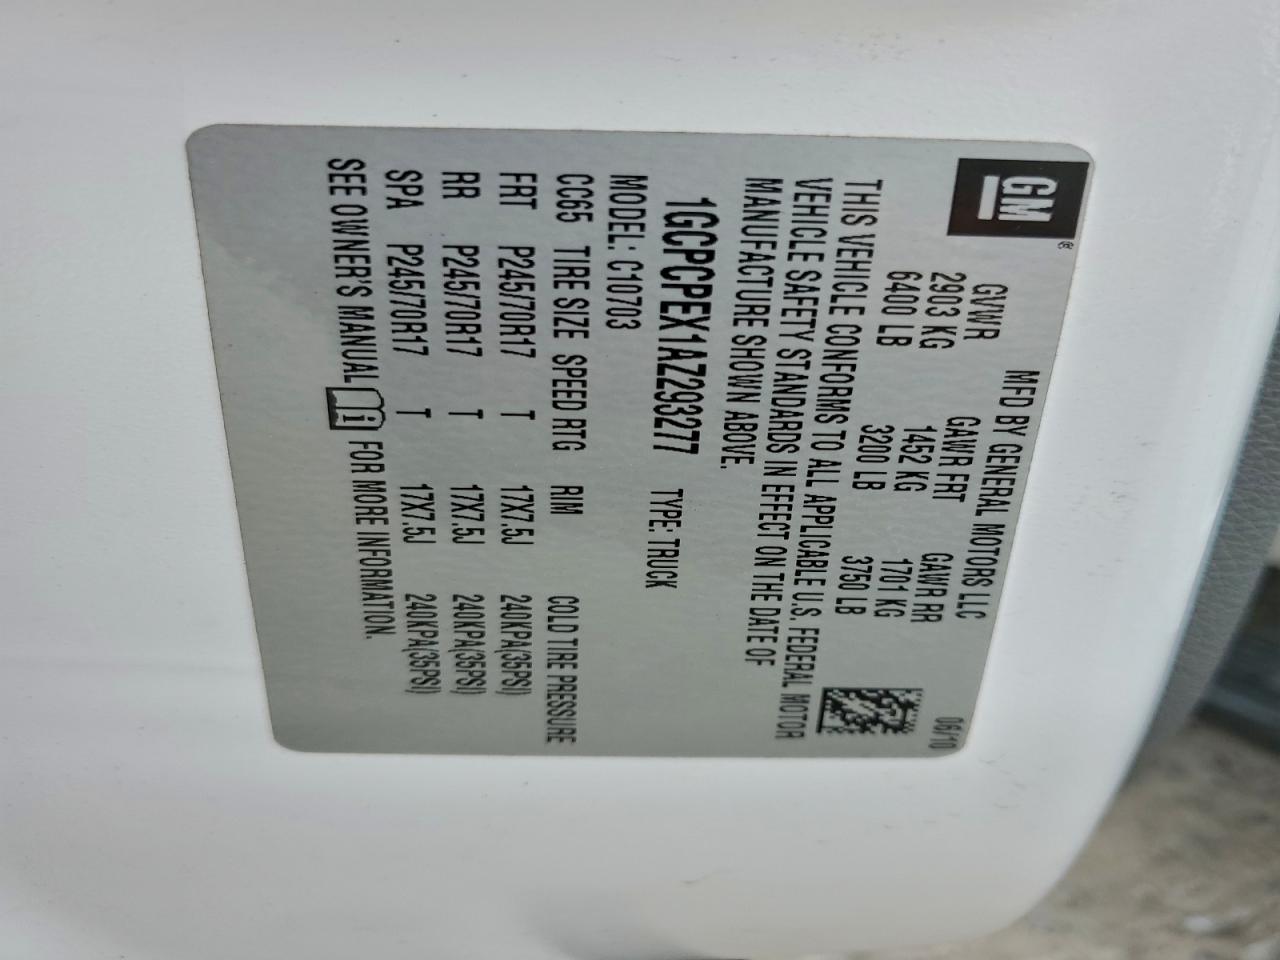 GM®
MFD BY GENERAL MOTORS LLC 06/10
GVWR GAWR FRT GAWR RR
2903 KG 1452 KG 1701 KG
6400 LB 3200 LB 3750 LB
THIS VEHICLE CONFORMS TO ALL APPLICABLE U.S. FEDERAL MOTOR
VEHICLE SAFETY STANDARDS IN EFFECT ON THE DATE OF
MANUFACTURE SHOWN ABOVE.
1GCPCPEX1AZ293277 TYPE: TRUCK
MODEL: C10703
CC65 TIRE SIZE SPEED RTG RIM COLD TIRE PRESSURE
FRT P245/70R17 T 17X7.5J 240KPA(35PSI)
RR P245/70R17 T 17X7.5J 240KPA(35PSI)
SPA P245/70R17 T 17X7.5J 240KPA(35PSI)
SEE OWNER'S MANUAL i FOR MORE INFORMATION.